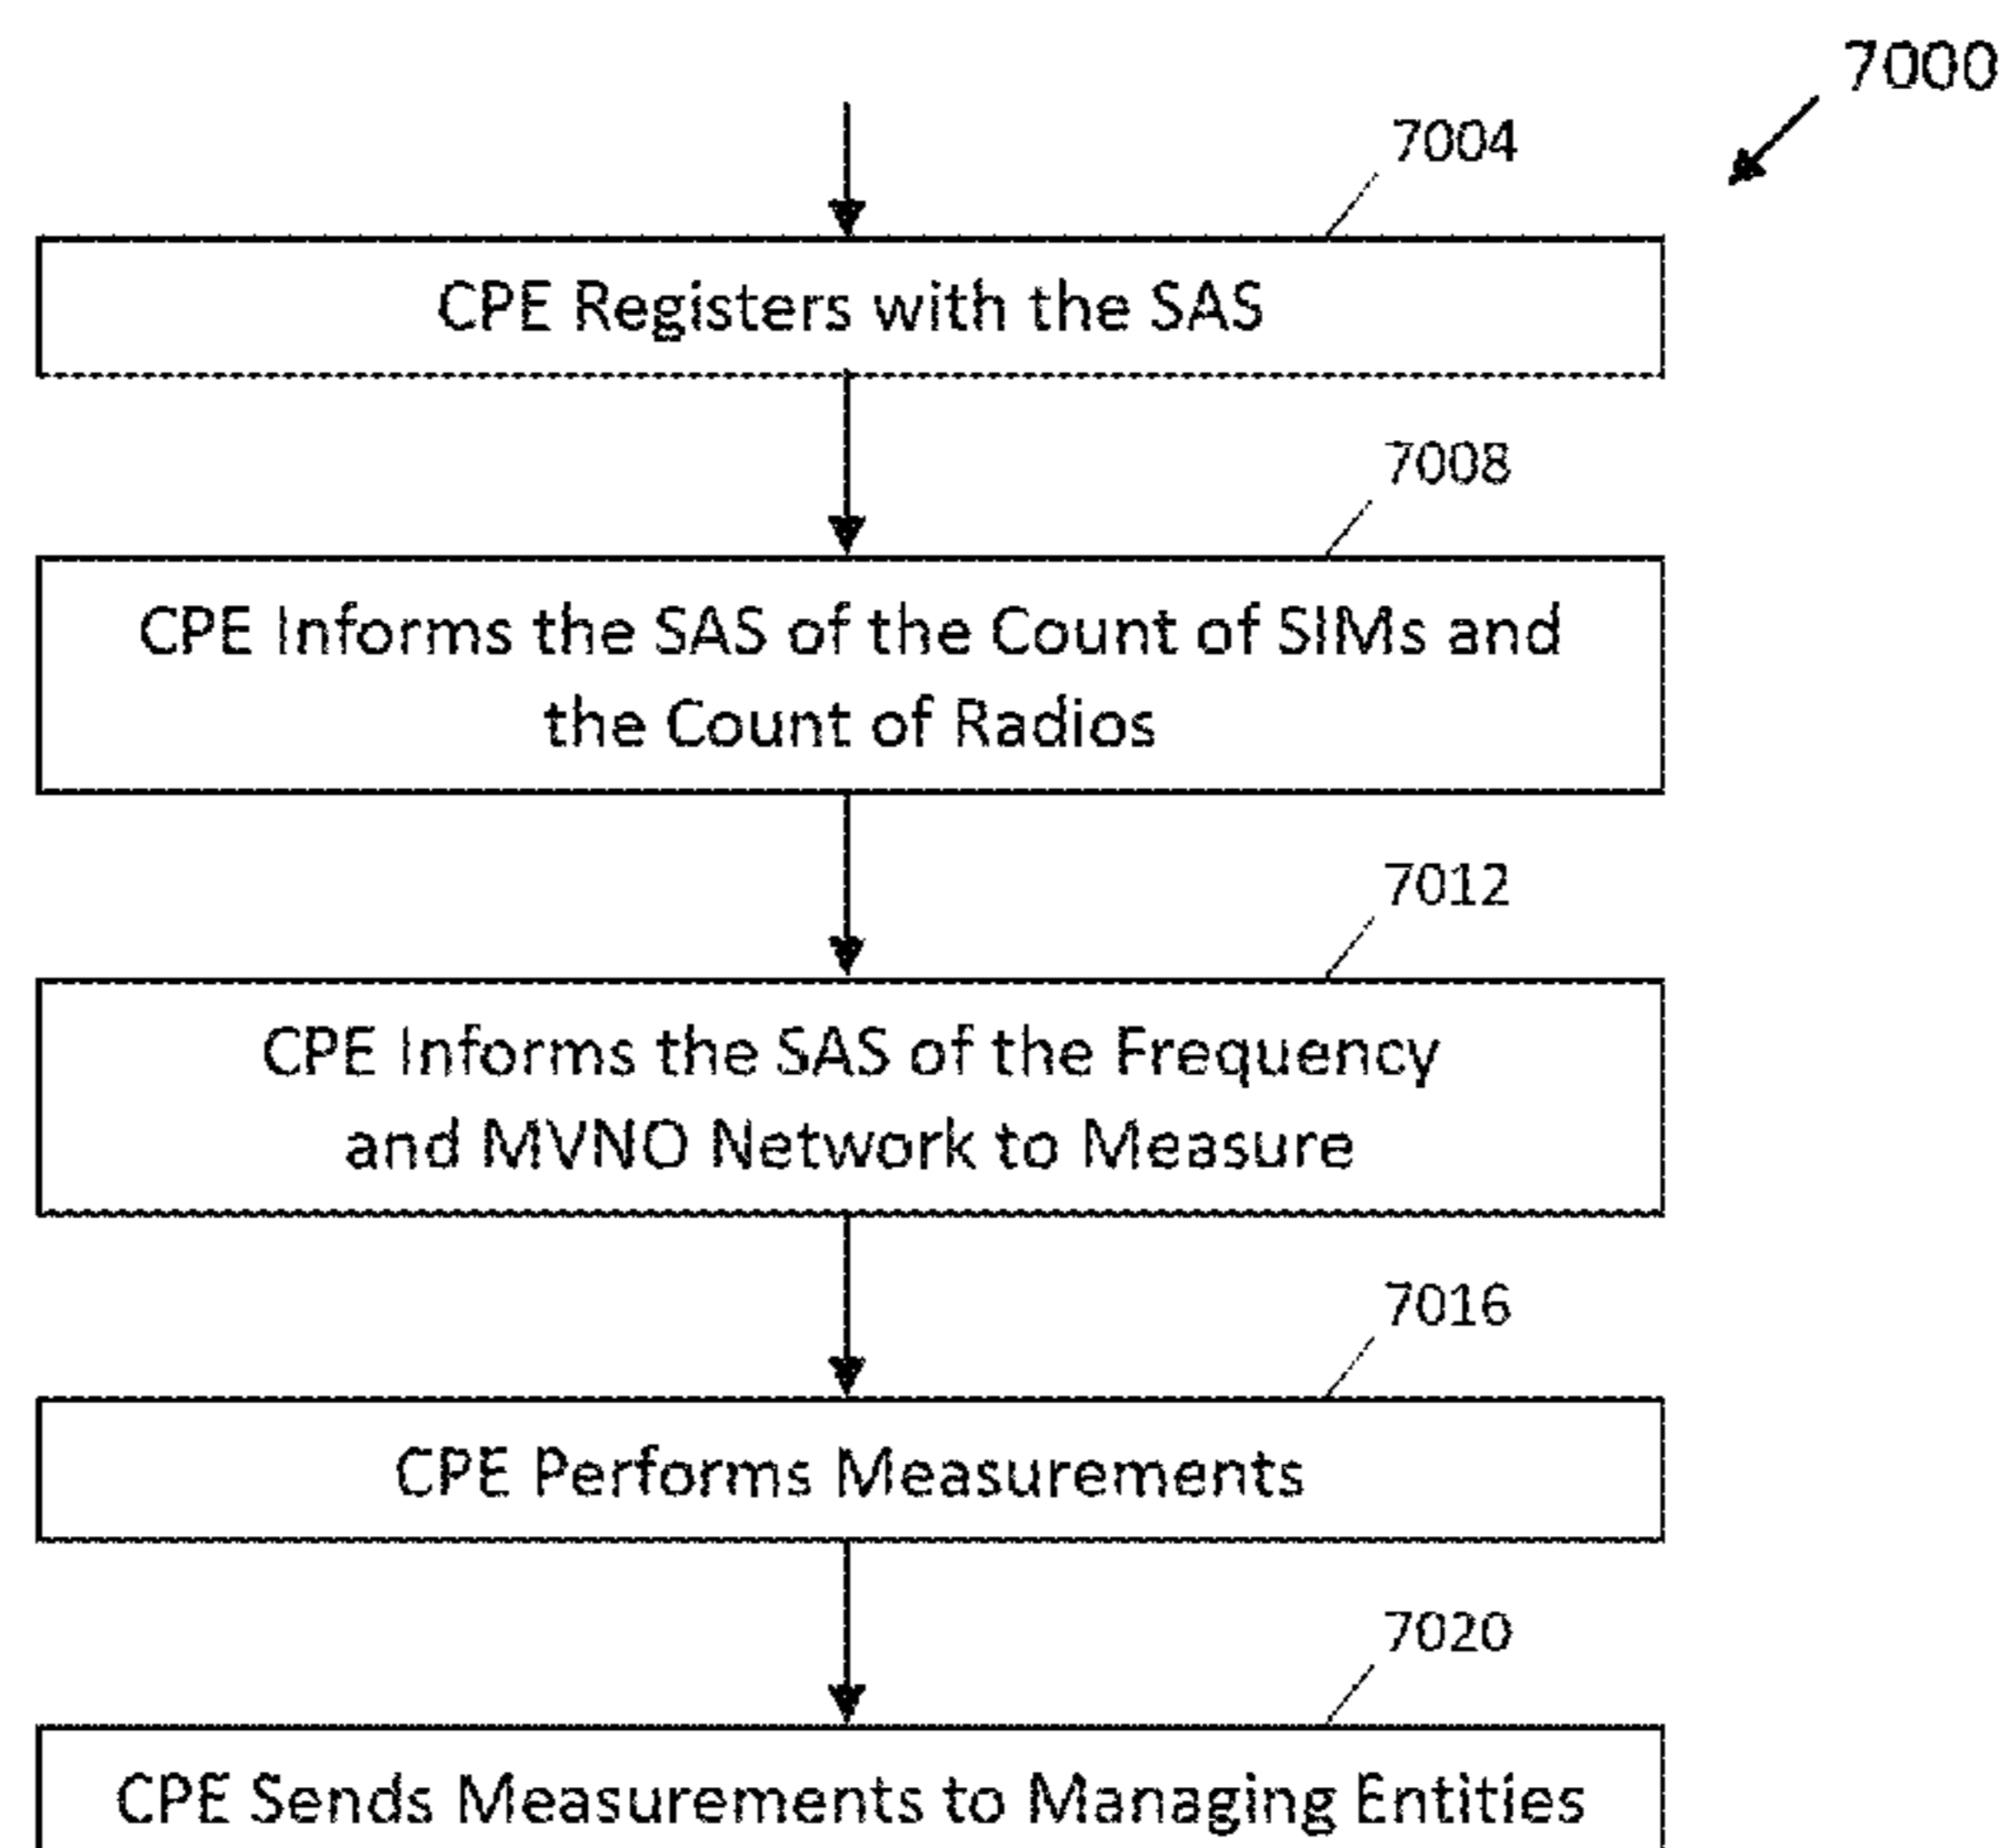 7000
7004
CPE Registers with the SAS
7008
CPE Informs the SAS of the Count of SIMs and
the Count of Radios
7012
CPE Informs the SAS of the Frequency
and MVNO Network to Measure
7016
CPE Performs Measurements
7020
CPE Sends Measurements to Managing Entities